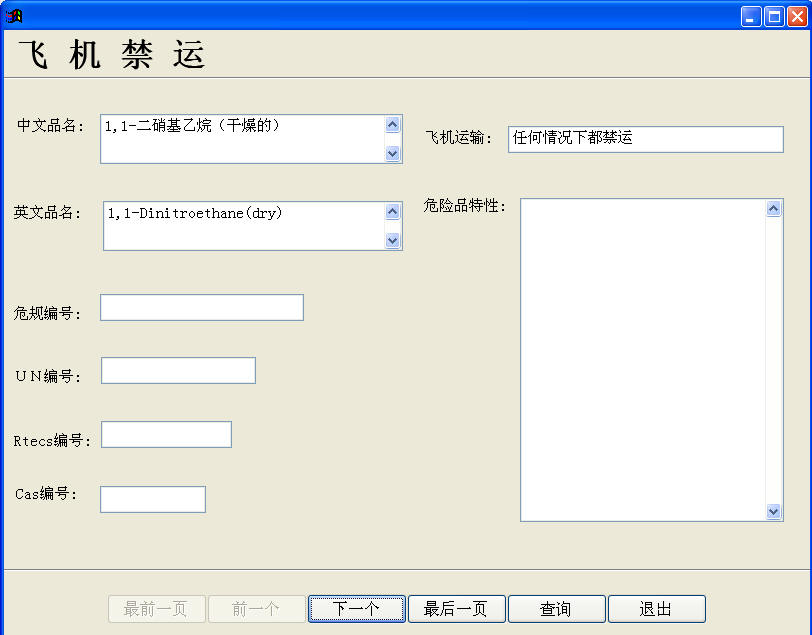 飞机禁运
中文品名: 1,1-二硝基乙烷（干燥的）
飞机运输: 任何情况下都禁运
英文品名: 1,1-Dinitroethane(dry)
危险品特性:
危规编号:
UN编号:
Rtecs编号:
Cas编号:
最前一页 前一个 下一个 最后一页 查询 退出